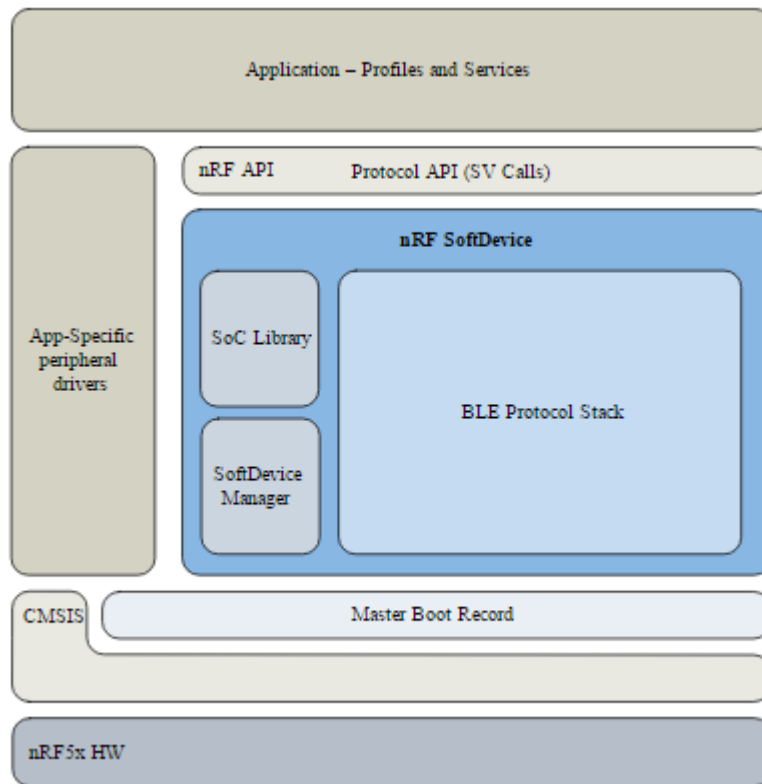 Application – Profiles and Services
nRF API
Protocol API (SV Calls)
nRF SoftDevice
App-Specific
peripheral
drivers
SoC Library
BLE Protocol Stack
SoftDevice
Manager
CMSIS
Master Boot Record
nRF5x HW